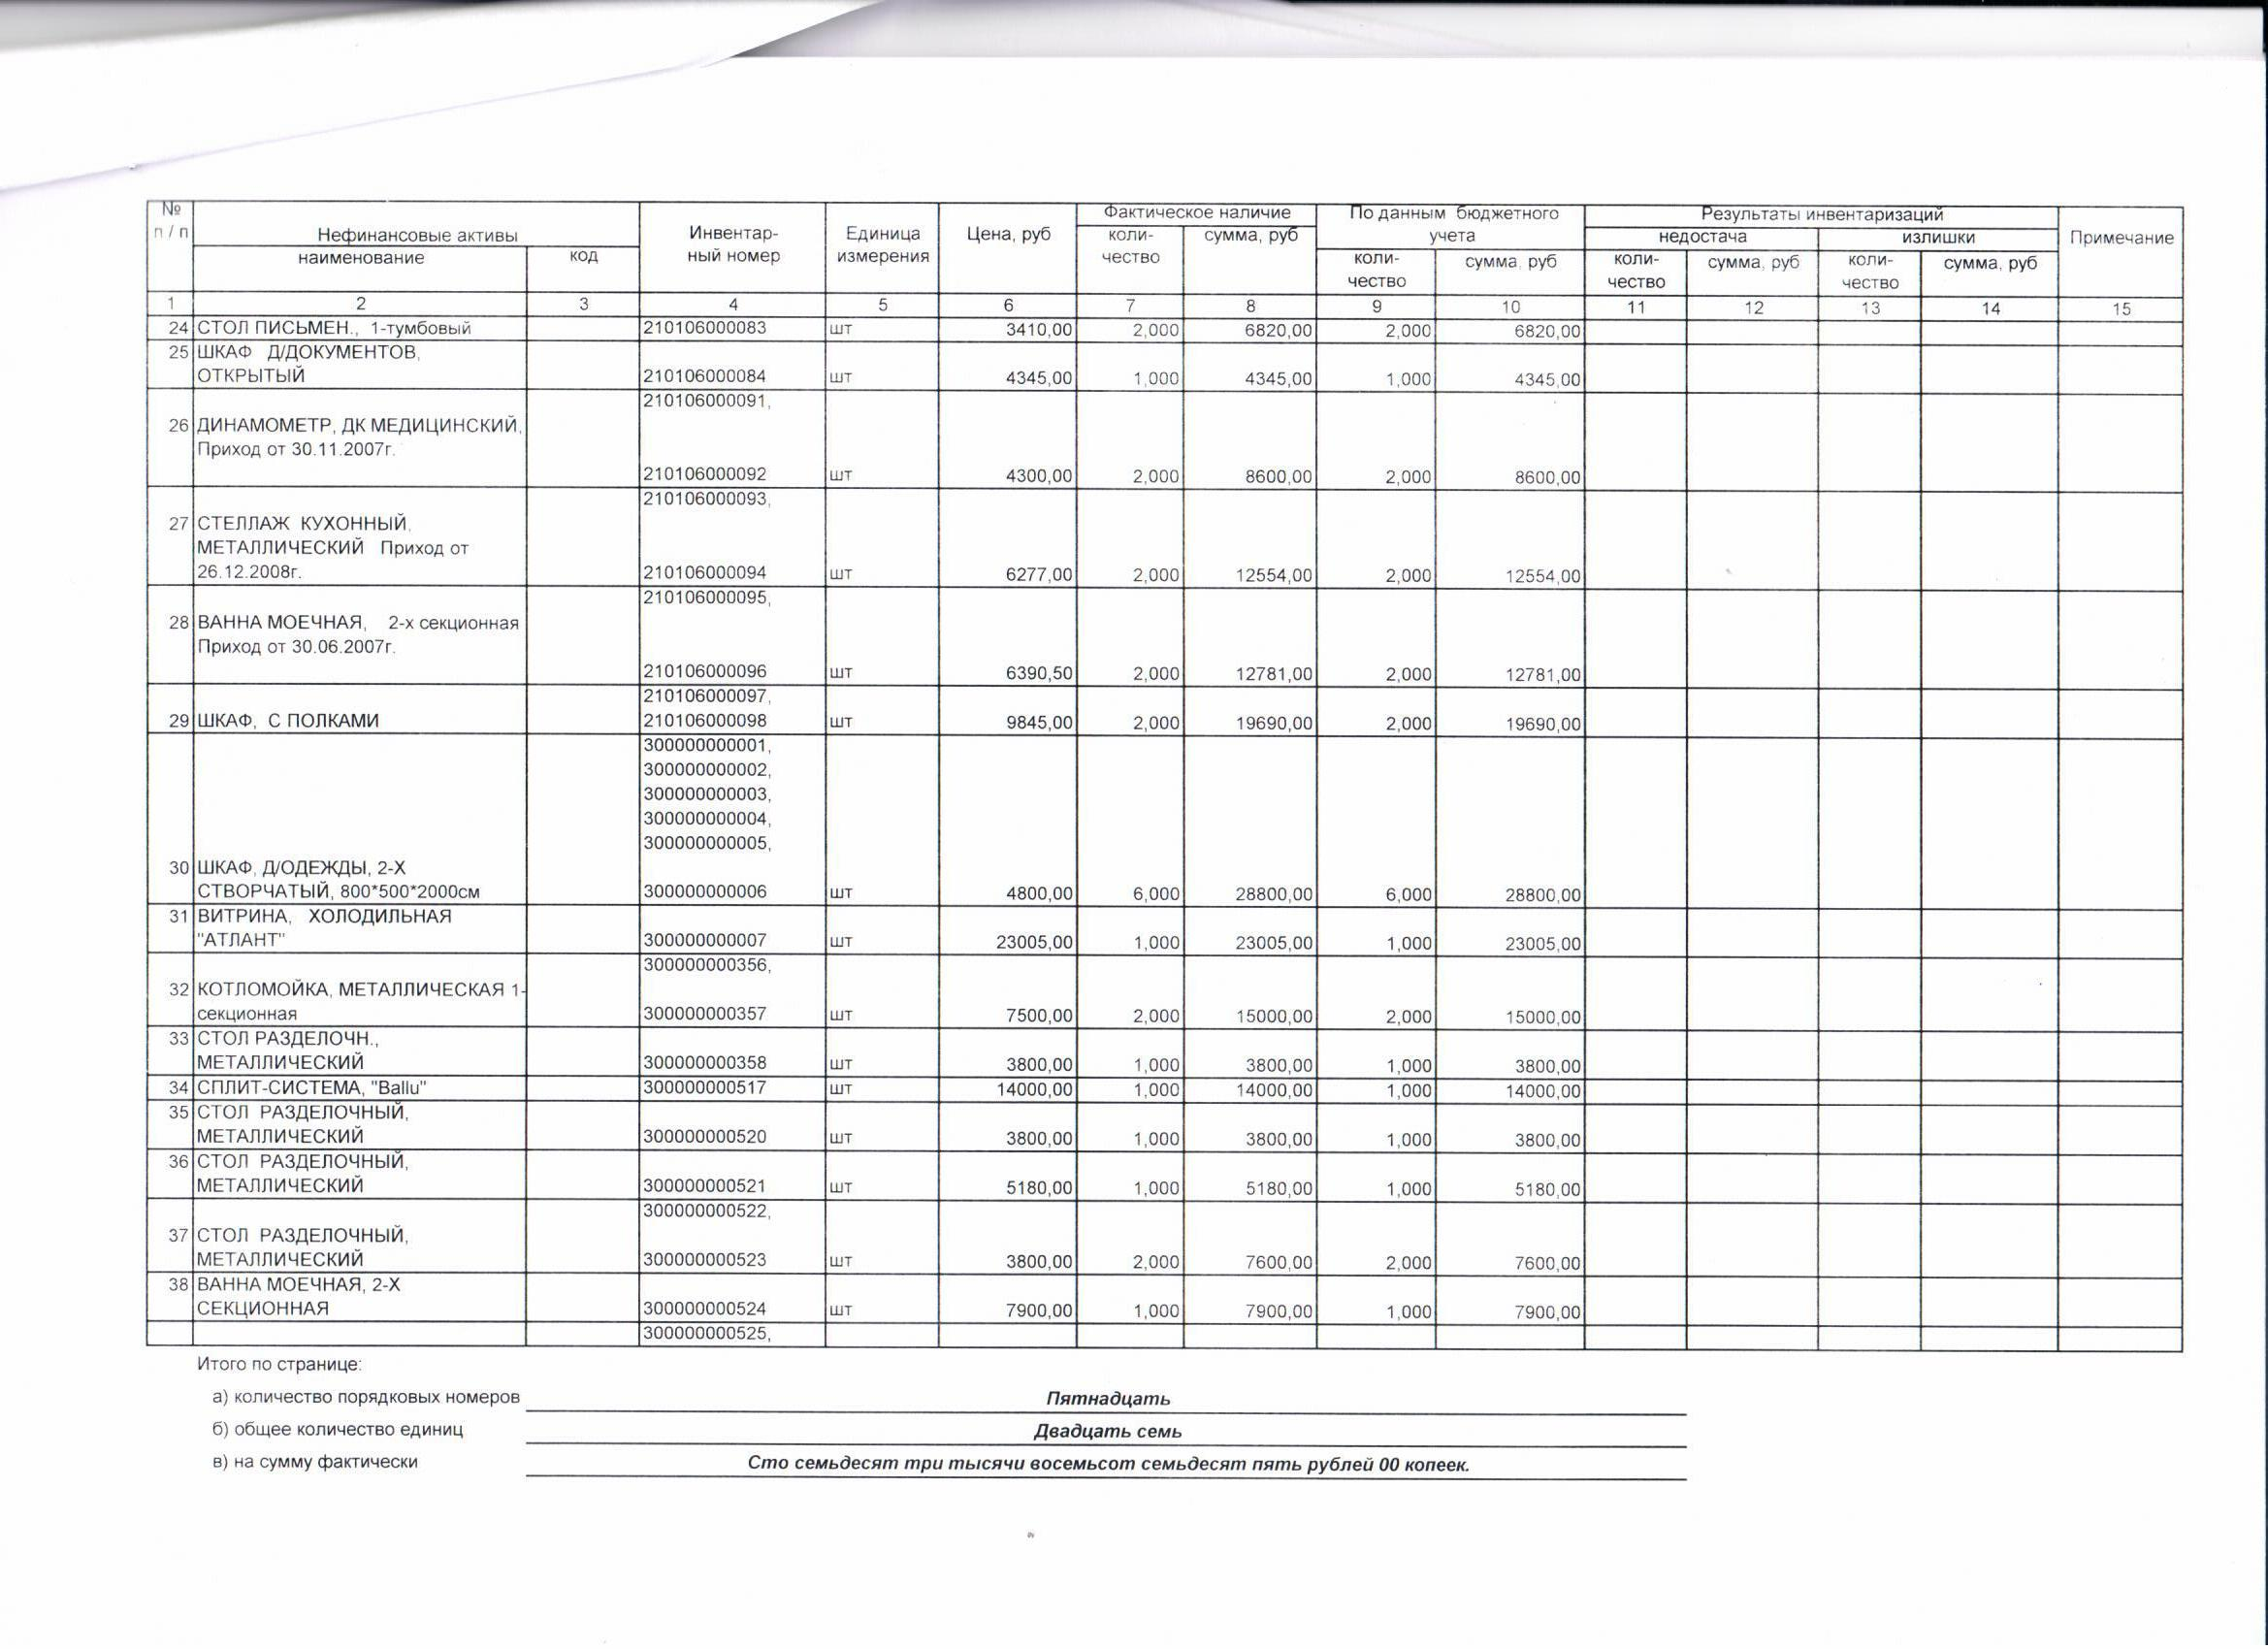 № п / п Нефинансовые активы Инвентар-ный номер Единица измерения Цена, руб Фактическое наличие По данным бюджетного учета Результаты инвентаризаций Примечание
наименование код коли-чество сумма, руб коли-чество сумма, руб недостача излишки
коли-чество сумма, руб коли-чество сумма, руб
1 2 3 4 5 6 7 8 9 10 11 12 13 14 15
24 СТОЛ ПИСЬМЕН., 1-тумбовый 210106000083 шт 3410,00 2,000 6820,00 2,000 6820,00
25 ШКАФ Д/ДОКУМЕНТОВ,
ОТКРЫТЫЙ 210106000084 шт 4345,00 1,000 4345,00 1,000 4345,00
210106000091,
26 ДИНАМОМЕТР, ДК МЕДИЦИНСКИЙ,
Приход от 30.11.2007г.
210106000092 шт 4300,00 2,000 8600,00 2,000 8600,00
210106000093,
27 СТЕЛЛАЖ КУХОННЫЙ,
МЕТАЛЛИЧЕСКИЙ Приход от
26.12.2008г. 210106000094 шт 6277,00 2,000 12554,00 2,000 12554,00
210106000095,
28 ВАННА МОЕЧНАЯ, 2-х секционная
Приход от 30.06.2007г.
210106000096 шт 6390,50 2,000 12781,00 2,000 12781,00
210106000097,
29 ШКАФ, С ПОЛКАМИ 210106000098 шт 9845,00 2,000 19690,00 2,000 19690,00
300000000001,
300000000002,
300000000003,
300000000004,
300000000005,
30 ШКАФ, Д/ОДЕЖДЫ, 2-Х
СТВОРЧАТЫЙ, 800*500*2000см 300000000006 шт 4800,00 6,000 28800,00 6,000 28800,00
31 ВИТРИНА, ХОЛОДИЛЬНАЯ
"АТЛАНТ" 300000000007 шт 23005,00 1,000 23005,00 1,000 23005,00
300000000356,
32 КОТЛОМОЙКА, МЕТАЛЛИЧЕСКАЯ 1-
секционная 300000000357 шт 7500,00 2,000 15000,00 2,000 15000,00
33 СТОЛ РАЗДЕЛОЧН.,
МЕТАЛЛИЧЕСКИЙ 300000000358 шт 3800,00 1,000 3800,00 1,000 3800,00
34 СПЛИТ-СИСТЕМА, "Ballu" 300000000517 шт 14000,00 1,000 14000,00 1,000 14000,00
35 СТОЛ РАЗДЕЛОЧНЫЙ,
МЕТАЛЛИЧЕСКИЙ 300000000520 шт 3800,00 1,000 3800,00 1,000 3800,00
36 СТОЛ РАЗДЕЛОЧНЫЙ,
МЕТАЛЛИЧЕСКИЙ 300000000521 шт 5180,00 1,000 5180,00 1,000 5180,00
300000000522,
37 СТОЛ РАЗДЕЛОЧНЫЙ,
МЕТАЛЛИЧЕСКИЙ 300000000523 шт 3800,00 2,000 7600,00 2,000 7600,00
38 ВАННА МОЕЧНАЯ, 2-Х
СЕКЦИОННАЯ 300000000524 шт 7900,00 1,000 7900,00 1,000 7900,00
300000000525,
Итого по странице:
а) количество порядковых номеров Пятнадцать
б) общее количество единиц Двадцать семь
в) на сумму фактически Сто семьдесят три тысячи восемьсот семьдесят пять рублей 00 копеек.